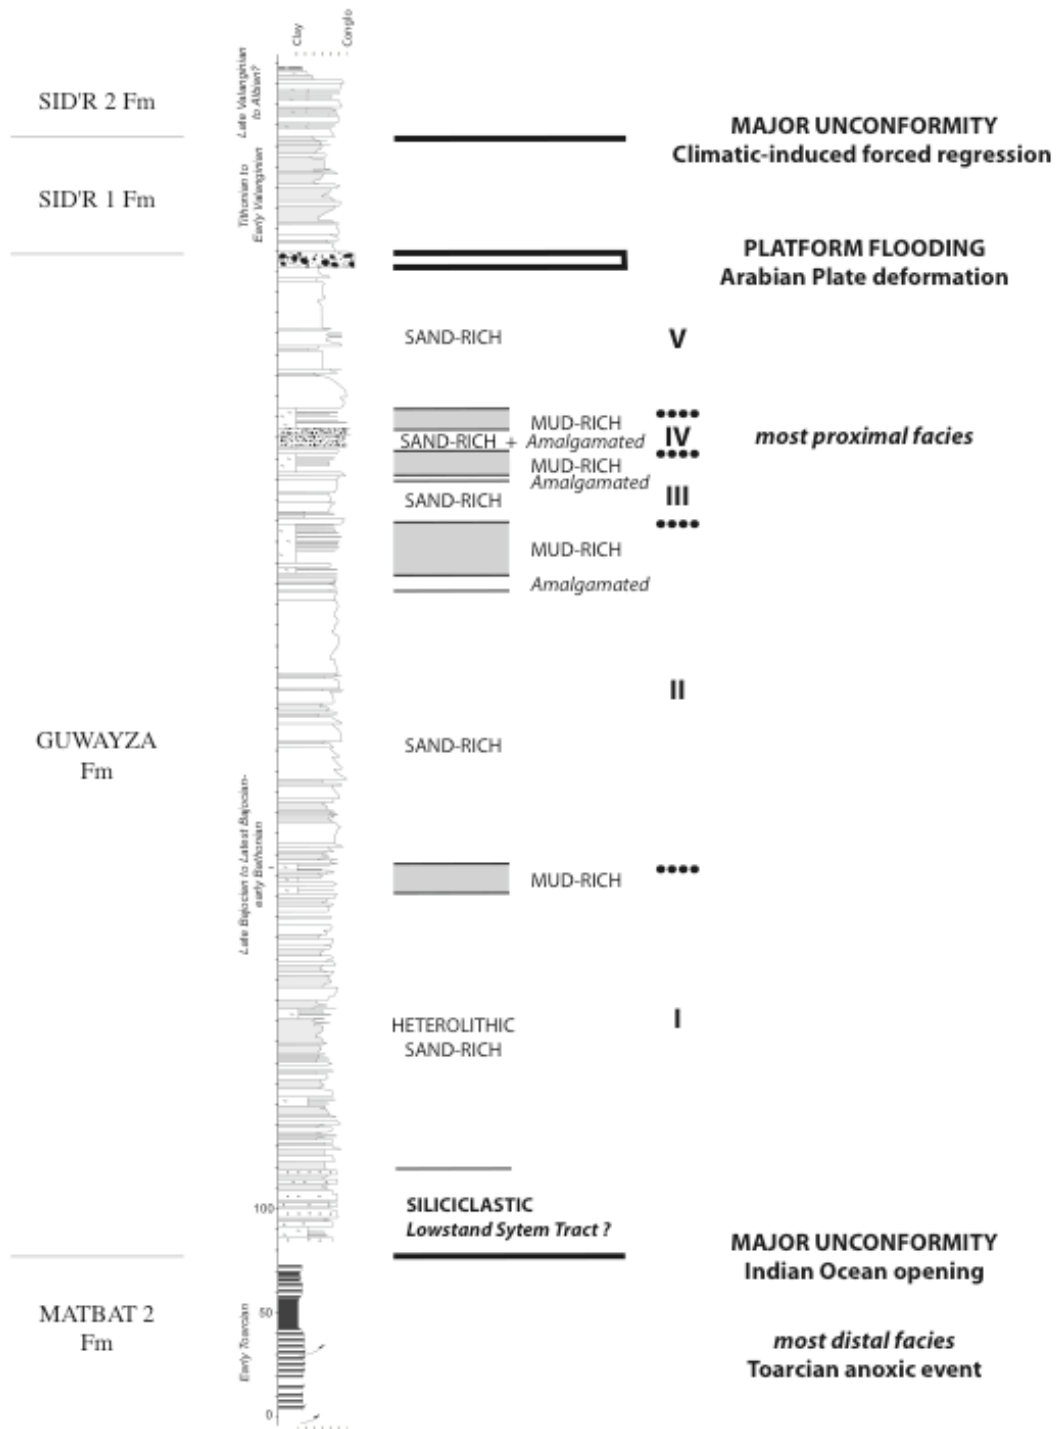 Clay
Conglo
SID'R 2 Fm
Late Valanginian
to Albian?
MAJOR UNCONFORMITY
Climatic-induced forced regression
SID'R 1 Fm
Tithonian to
Early Valanginian
PLATFORM FLOODING
Arabian Plate deformation
SAND-RICH
V
MUD-RICH
SAND-RICH + Amalgamated
IV
most proximal facies
MUD-RICH
Amalgamated
SAND-RICH
III
MUD-RICH
Amalgamated
II
GUWAYZA
Fm
SAND-RICH
Late Bajocian to Latest Bajocian-
early Bathonian
MUD-RICH
HETEROLITHIC
SAND-RICH
I
100
SILICICLASTIC
Lowstand Sytem Tract ?
MAJOR UNCONFORMITY
Indian Ocean opening
MATBAT 2
Fm
Early Toarcian
50
most distal facies
Toarcian anoxic event
0